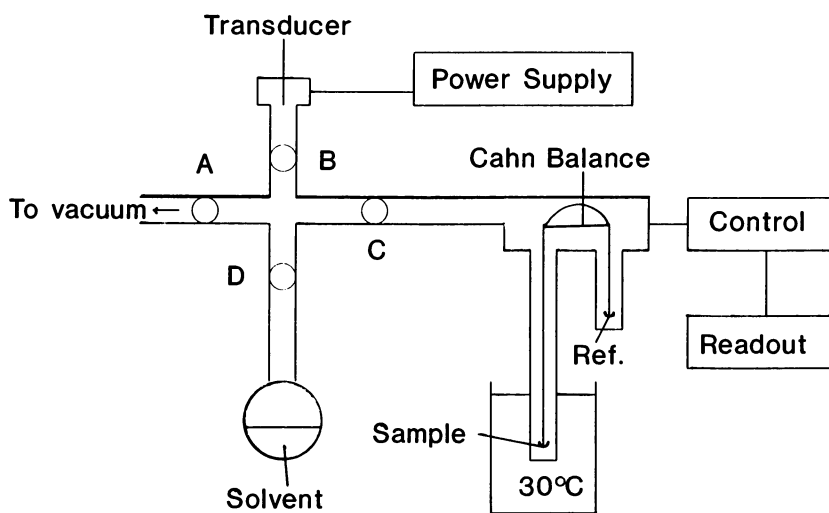 Transducer
Power Supply
A
B
Cahn Balance
To vacuum
Control
C
D
Ref.
Readout
Sample
30°C
Solvent